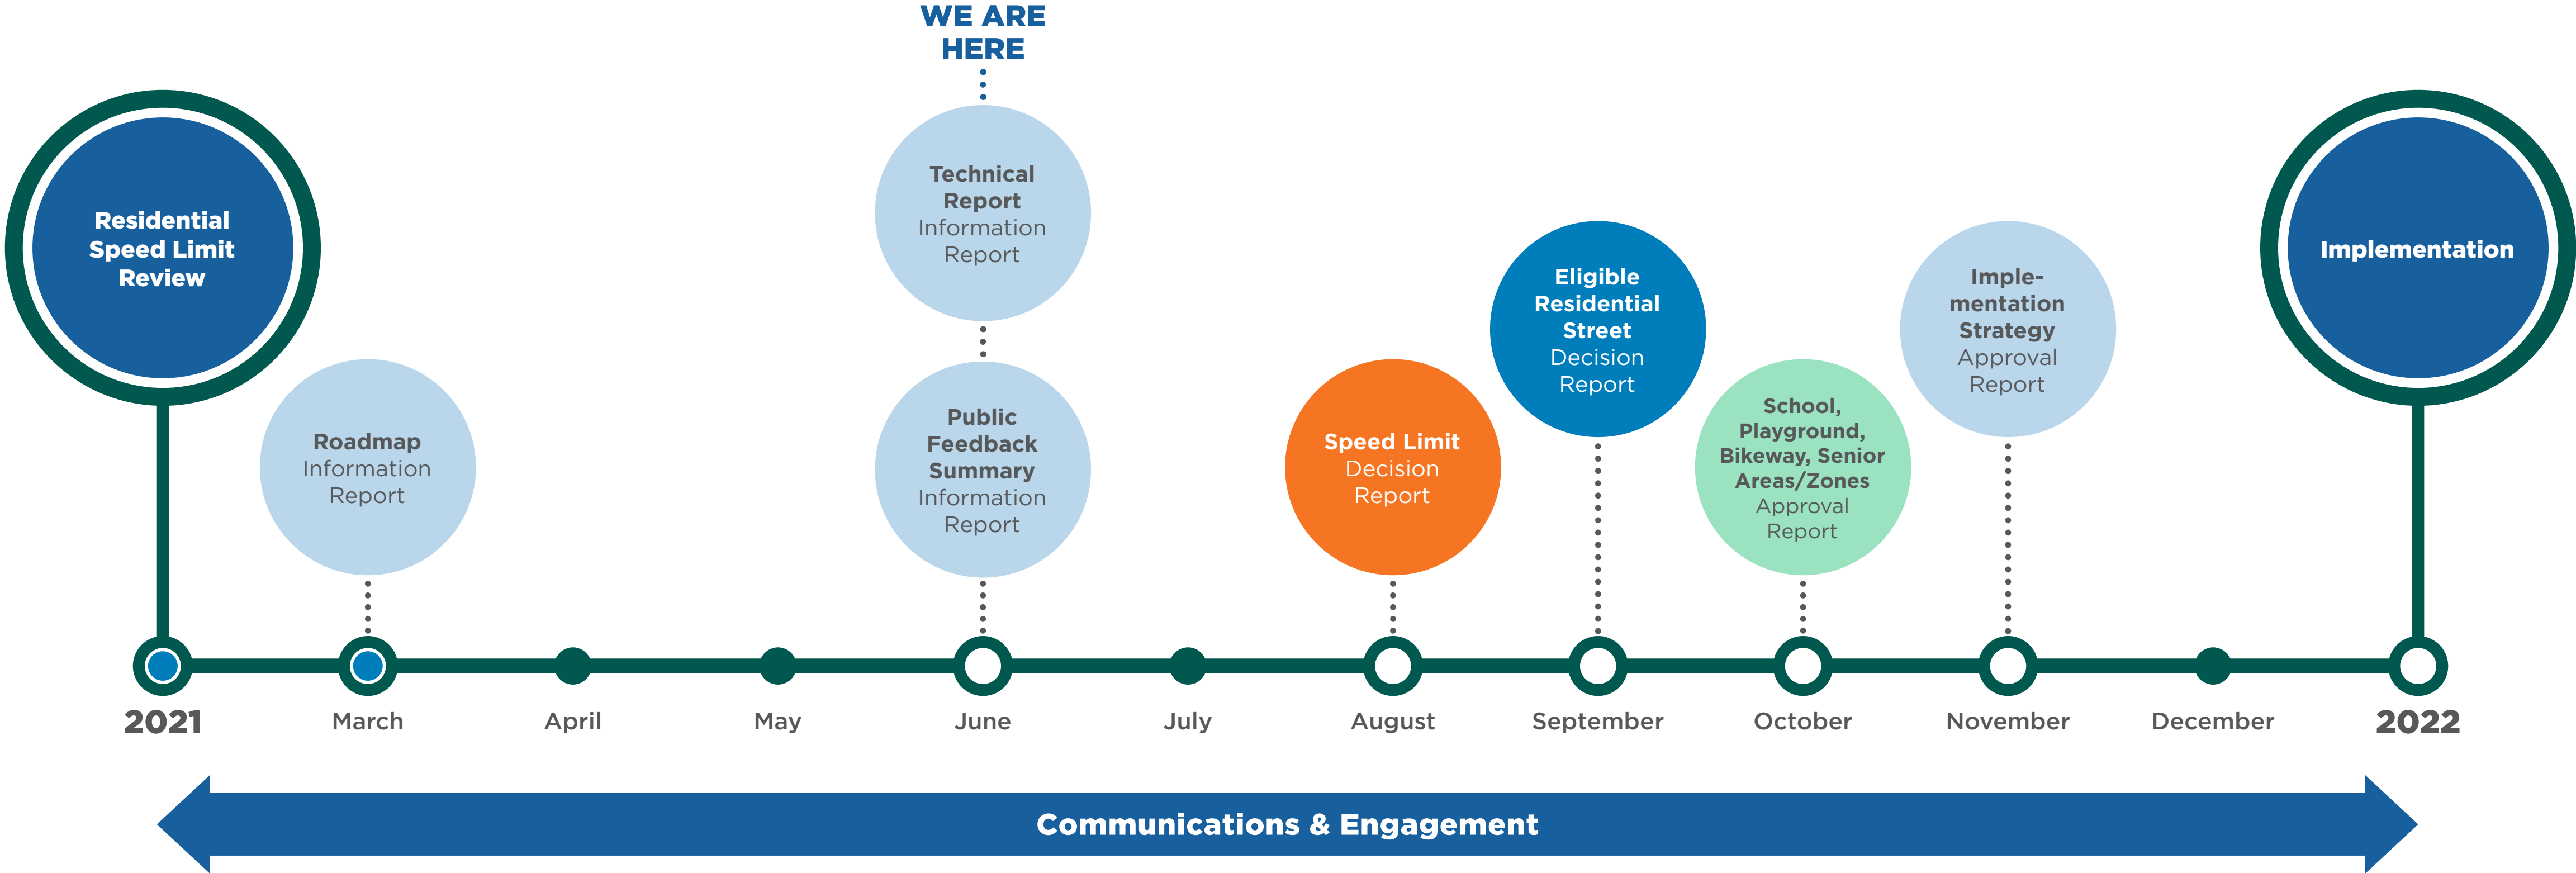 WE ARE
HERE
Residential
Speed Limit
Review
Roadmap
Information
Report
Technical
Report
Information
Report
Public
Feedback
Summary
Information
Report
Speed Limit
Decision
Report
Eligible
Residential
Street
Decision
Report
School,
Playground,
Bikeway, Senior
Areas/Zones
Approval
Report
Imple-
mentation
Strategy
Approval
Report
Implementation
2021
March
April
May
June
July
August
September
October
November
December
2022
Communications & Engagement